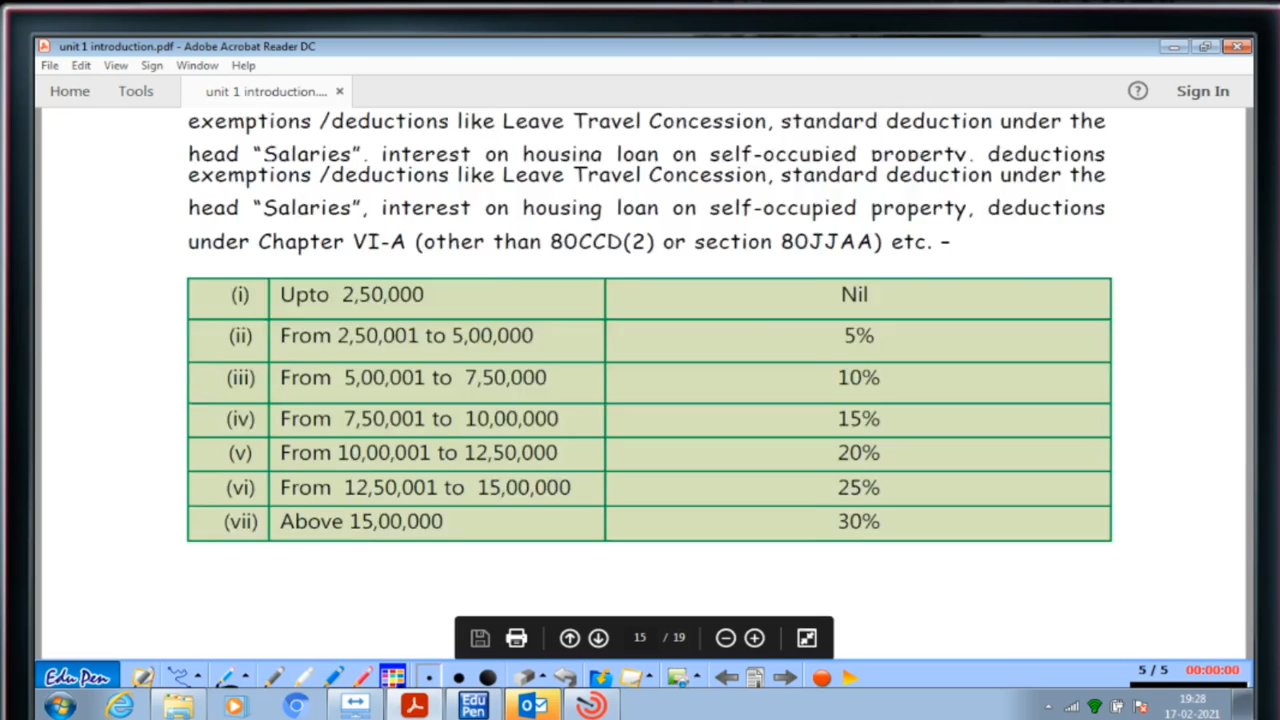 unit 1 introduction.pdf - Adobe Acrobat Reader DC
File Edit View Sign Window Help
Home Tools unit 1 introduction.... × ? Sign In
exemptions /deductions like Leave Travel Concession, standard deduction under the
head “Salaries”, interest on housing loan on self-occupied property, deductions
exemptions /deductions like Leave Travel Concession, standard deduction under the
head “Salaries”, interest on housing loan on self-occupied property, deductions
under Chapter VI-A (other than 80CCD(2) or section 80JJAA) etc. –
(i) Upto 2,50,000 Nil
(ii) From 2,50,001 to 5,00,000 5%
(iii) From 5,00,001 to 7,50,000 10%
(iv) From 7,50,001 to 10,00,000 15%
(v) From 10,00,001 to 12,50,000 20%
(vi) From 12,50,001 to 15,00,000 25%
(vii) Above 15,00,000 30%
15 / 19
Edu Pen 5 / 5 00:00:00
Edu Pen 19:28
17-02-2021